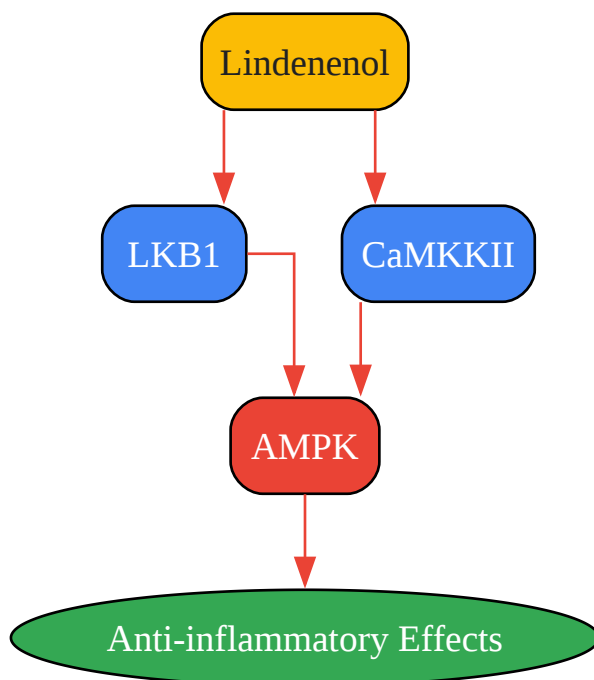 Lindenenol
LKB1
CaMKKII
AMPK
Anti-inflammatory Effects